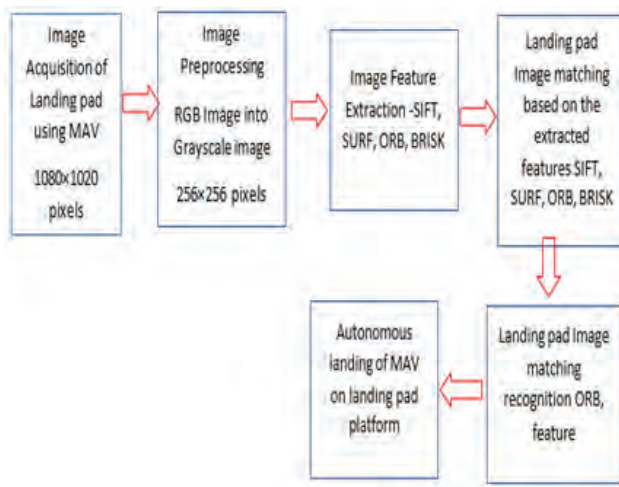 Image
Acquisition of
Landing pad
using MAV
1080×1020
pixels
Image
Preprocessing
RGB Image into
Grayscale image
256×256 pixels
Image Feature
Extraction -SIFT,
SURF, ORB, BRISK
Landing pad
Image matching
based on the
extracted
features SIFT,
SURF, ORB, BRISK
Landing pad Image
matching
recognition ORB,
feature
Autonomous
landing of MAV
on landing pad
platform